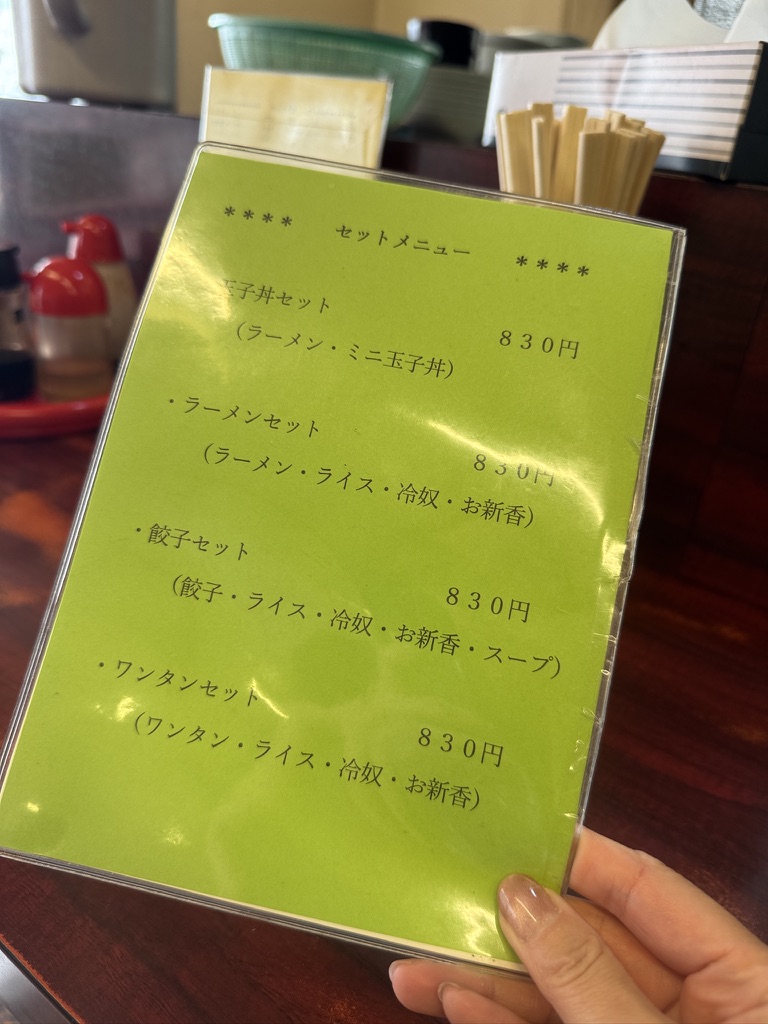 **** セットメニュー ****
玉子丼セット ８３０円
（ラーメン・ミニ玉子丼）
・ラーメンセット ８３０円
（ラーメン・ライス・冷奴・お新香）
・餃子セット ８３０円
（餃子・ライス・冷奴・お新香・スープ）
・ワンタンセット ８３０円
（ワンタン・ライス・冷奴・お新香）